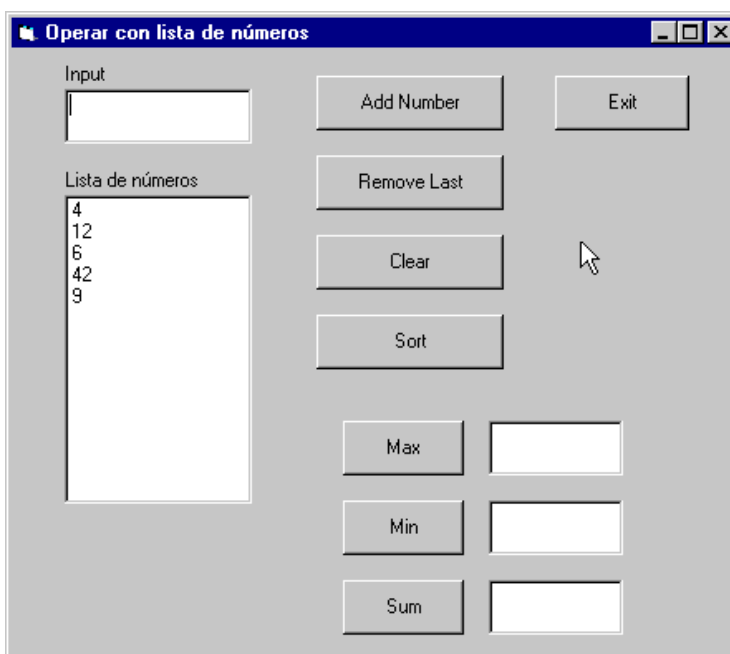 Operar con lista de números
Input
Add Number
Exit
Lista de números
Remove Last
4
12
6
42
9
Clear
Sort
Max
Min
Sum